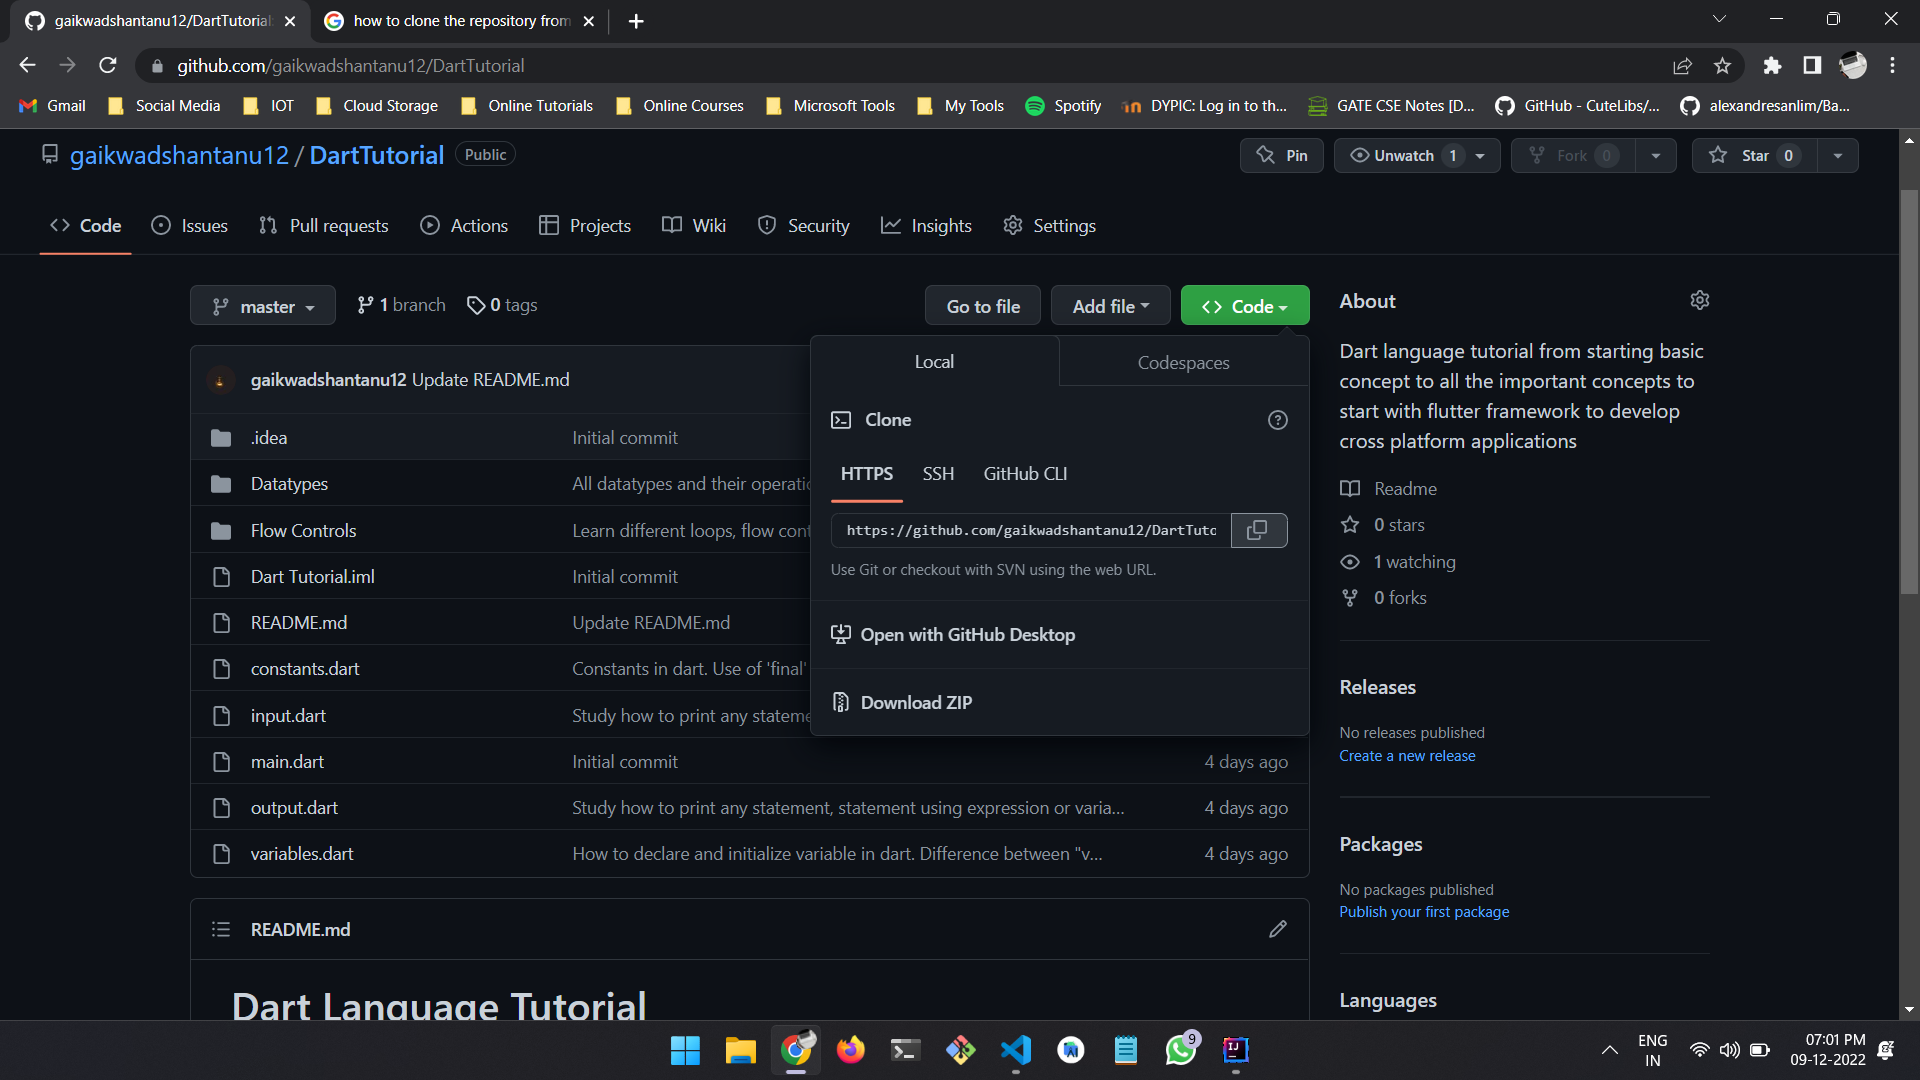 gaikwadshantanu12/DartTutorial:
how to clone the repository from
github.com/gaikwadshantanu12/DartTutorial
Gmail Social Media IOT Cloud Storage Online Tutorials Online Courses Microsoft Tools My Tools Spotify DYPIC: Log in to th... GATE CSE Notes [D... GitHub - CuteLibs/... alexandresanlim/Ba...
gaikwadshantanu12 / DartTutorial Public
Pin Unwatch 1 Fork 0 Star 0
Code Issues Pull requests Actions Projects Wiki Security Insights Settings
master 1 branch 0 tags Go to file Add file <> Code
gaikwadshantanu12 Update README.md
.idea Initial commit
Datatypes All datatypes and their operatio
Flow Controls Learn different loops, flow cont
Dart Tutorial.iml Initial commit
README.md Update README.md
constants.dart Constants in dart. Use of 'final'
input.dart Study how to print any stateme
main.dart Initial commit 4 days ago
output.dart Study how to print any statement, statement using expression or varia... 4 days ago
variables.dart How to declare and initialize variable in dart. Difference between "v... 4 days ago
Local Codespaces
Clone
HTTPS SSH GitHub CLI
https://github.com/gaikwadshantanu12/DartTuto
Use Git or checkout with SVN using the web URL.
Open with GitHub Desktop
Download ZIP
README.md
Dart Language Tutorial
About
Dart language tutorial from starting basic
concept to all the important concepts to
start with flutter framework to develop
cross platform applications
Readme
0 stars
1 watching
0 forks
Releases
No releases published
Create a new release
Packages
No packages published
Publish your first package
Languages
9
ENG
IN
07:01 PM
09-12-2022